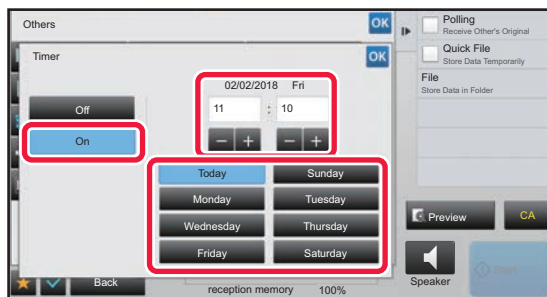 Others
OK
Timer
OK
02/02/2018 Fri
11 : 10
Off
On
Today
Sunday
Monday
Tuesday
Wednesday
Thursday
Friday
Saturday
Back
reception memory 100%
Polling
Receive Other's Original
Quick File
Store Data Temporarily
File
Store Data in Folder
Preview
CA
Speaker
Start